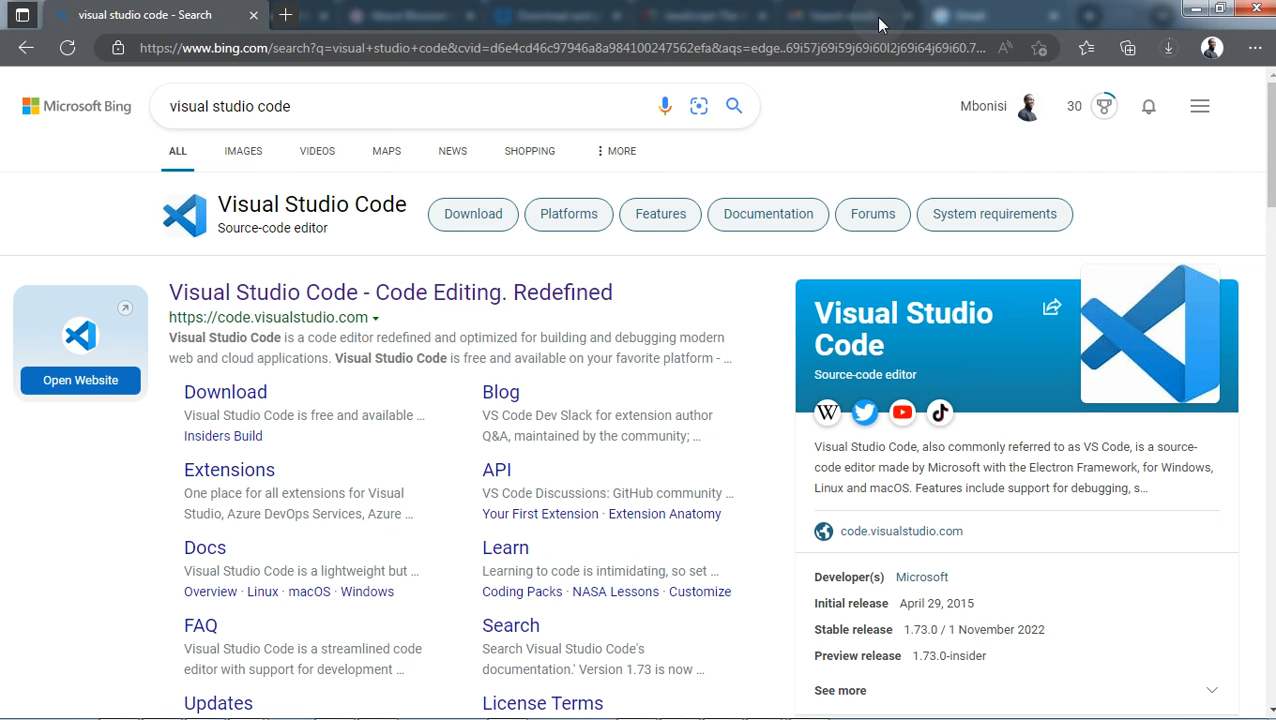 visual studio code - Search
https://www.bing.com/search?q=visual+studio+code&cvid=d6e4cd46c97946a8a984100247562efa&aqs=edge..69i57j69i59j69i60l2j69i64j69i60.7...
Microsoft Bing
visual studio code
Mbonisi
30
ALL
IMAGES
VIDEOS
MAPS
NEWS
SHOPPING
MORE
Visual Studio Code
Source-code editor
Download
Platforms
Features
Documentation
Forums
System requirements
Open Website
Visual Studio Code - Code Editing. Redefined
https://code.visualstudio.com
Visual Studio Code is a code editor redefined and optimized for building and debugging modern
web and cloud applications. Visual Studio Code is free and available on your favorite platform - ...
Download
Visual Studio Code is free and available ...
Insiders Build
Blog
VS Code Dev Slack for extension author
Q&A, maintained by the community; ...
Extensions
One place for all extensions for Visual
Studio, Azure DevOps Services, Azure ...
API
VS Code Discussions: GitHub community ...
Your First Extension · Extension Anatomy
Docs
Visual Studio Code is a lightweight but ...
Overview · Linux · macOS · Windows
Learn
Learning to code is intimidating, so set ...
Coding Packs · NASA Lessons · Customize
FAQ
Visual Studio Code is a streamlined code
editor with support for development ...
Search
Search Visual Studio Code's
documentation.' Version 1.73 is now ...
Updates
License Terms
Visual Studio
Code
Source-code editor
W
Visual Studio Code, also commonly referred to as VS Code, is a source-
code editor made by Microsoft with the Electron Framework, for Windows,
Linux and macOS. Features include support for debugging, s...
code.visualstudio.com
Developer(s) Microsoft
Initial release April 29, 2015
Stable release 1.73.0 / 1 November 2022
Preview release 1.73.0-insider
See more